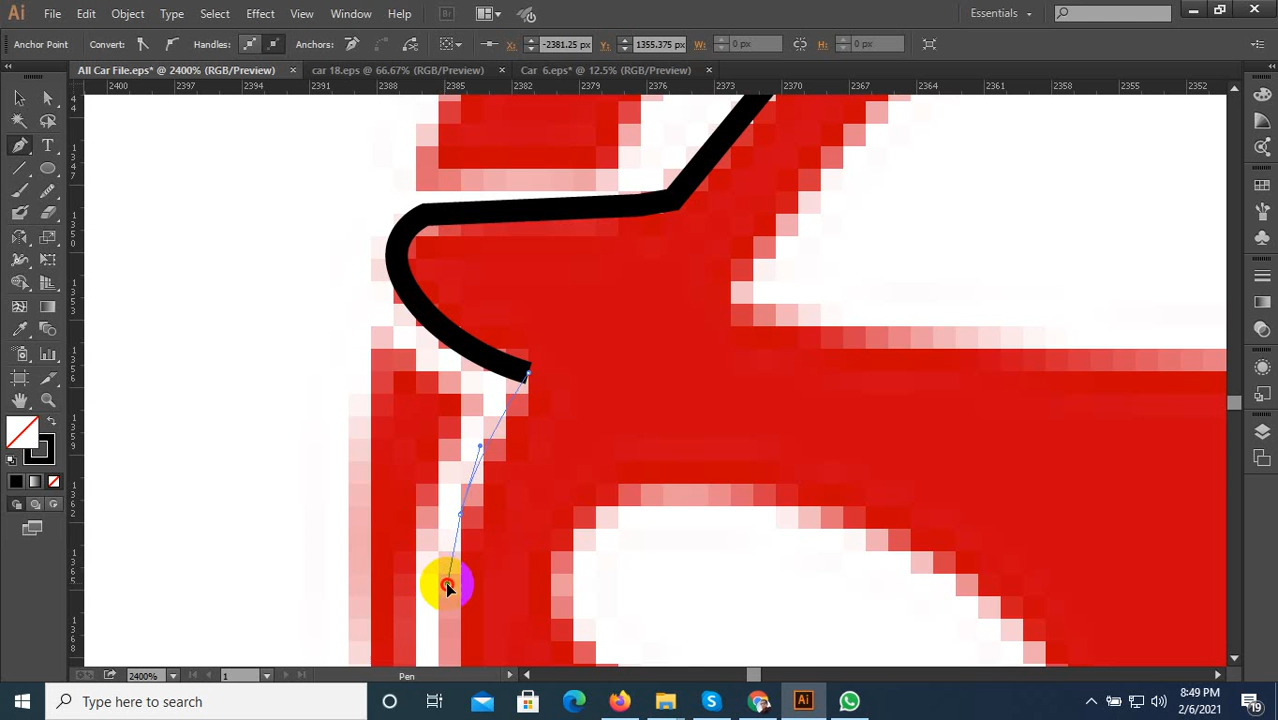 Ai File Edit Object Type Select Effect View Window Help Br Essentials
Anchor Point Convert: Handles: Anchors: X: -2381.25 px Y: 1355.375 px W: 0 px H: 0 px
All Car File.eps* @ 2400% (RGB/Preview) × car 18.eps @ 66.67% (RGB/Preview) × Car 6.eps* @ 12.5% (RGB/Preview) ×
2400 2397 2394 2391 2388 2385 2382 2379 2376 2373 2370 2367 2364 2361 2358 2355 2352
2400% 1 Pen
Type here to search
8:49 PM
2/6/2021
19